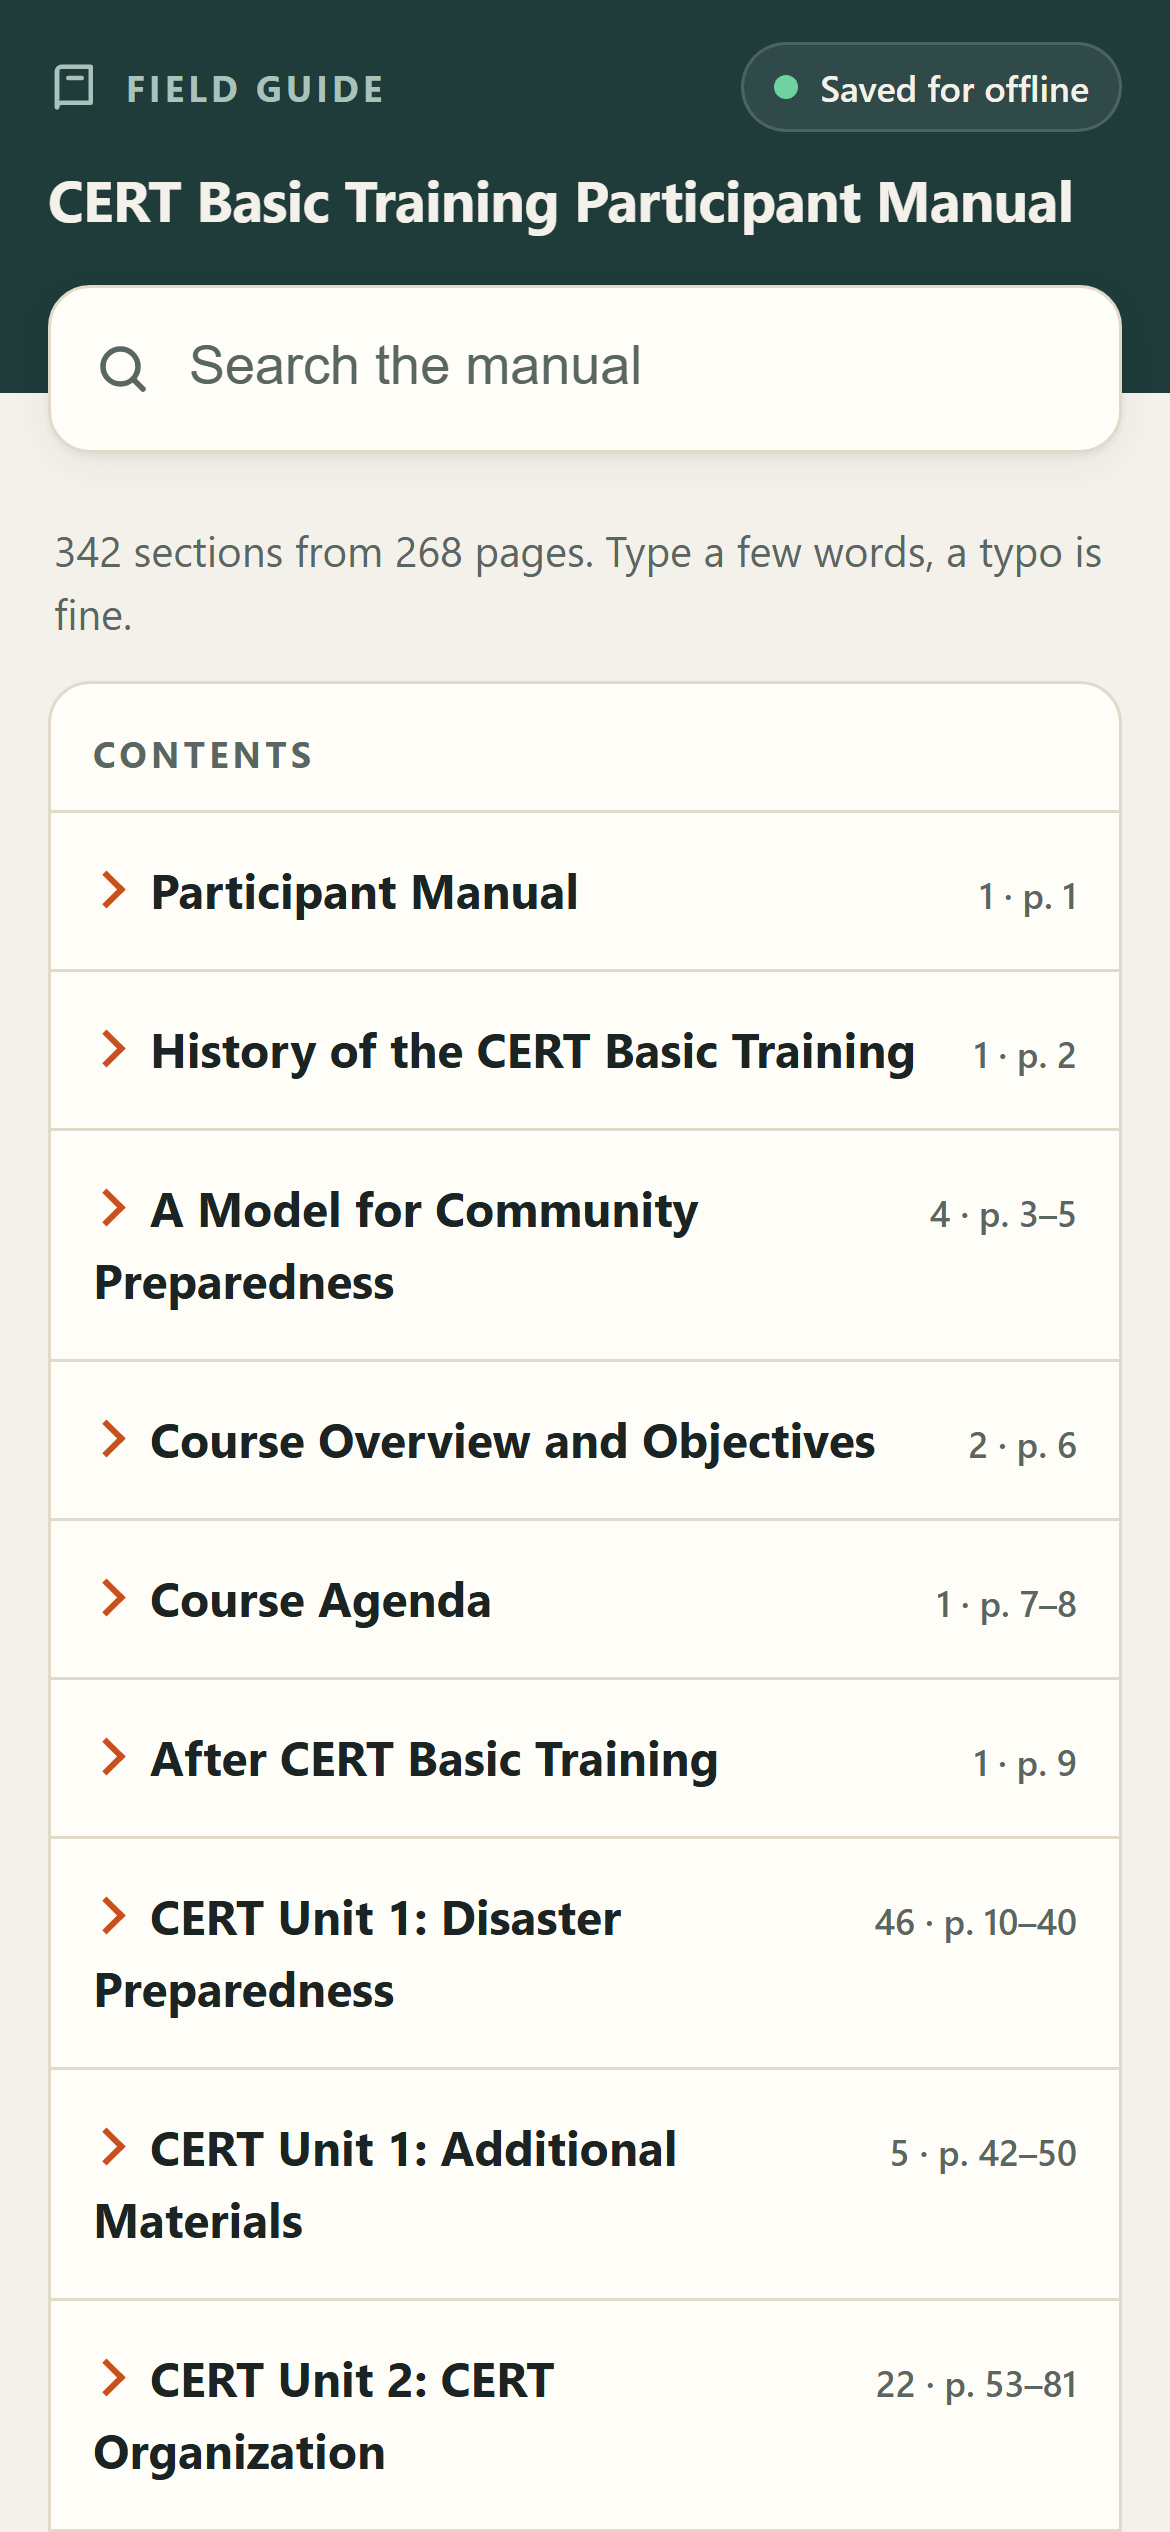 FIELD GUIDE
Saved for offline
CERT Basic Training Participant Manual
Search the manual
342 sections from 268 pages. Type a few words, a typo is
fine.
CONTENTS
Participant Manual 1 · p. 1
History of the CERT Basic Training 1 · p. 2
A Model for Community 4 · p. 3–5
Preparedness
Course Overview and Objectives 2 · p. 6
Course Agenda 1 · p. 7–8
After CERT Basic Training 1 · p. 9
CERT Unit 1: Disaster 46 · p. 10–40
Preparedness
CERT Unit 1: Additional 5 · p. 42–50
Materials
CERT Unit 2: CERT 22 · p. 53–81
Organization